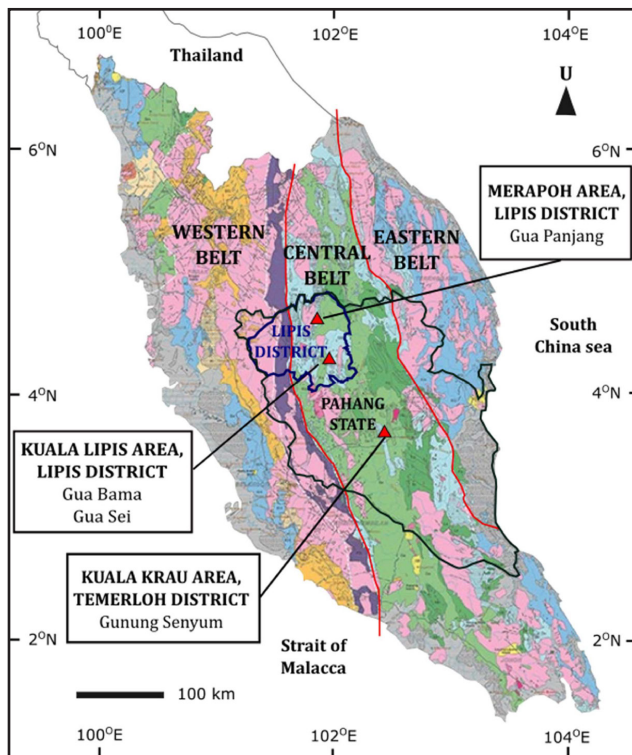 100°E
102°E
104°E
Thailand
U
6°N
6°N
MERAPOH AREA,
LIPIS DISTRICT
Gua Panjang
WESTERN
BELT
CENTRAL
BELT
EASTERN
BELT
LIPIS
DISTRICT
South
China sea
4°N
4°N
PAHANG
STATE
KUALA LIPIS AREA,
LIPIS DISTRICT
Gua Bama
Gua Sei
KUALA KRAU AREA,
TEMERLOH DISTRICT
Gunung Senyum
2°N
2°N
Strait of
Malacca
100 km
100°E
102°E
104°E